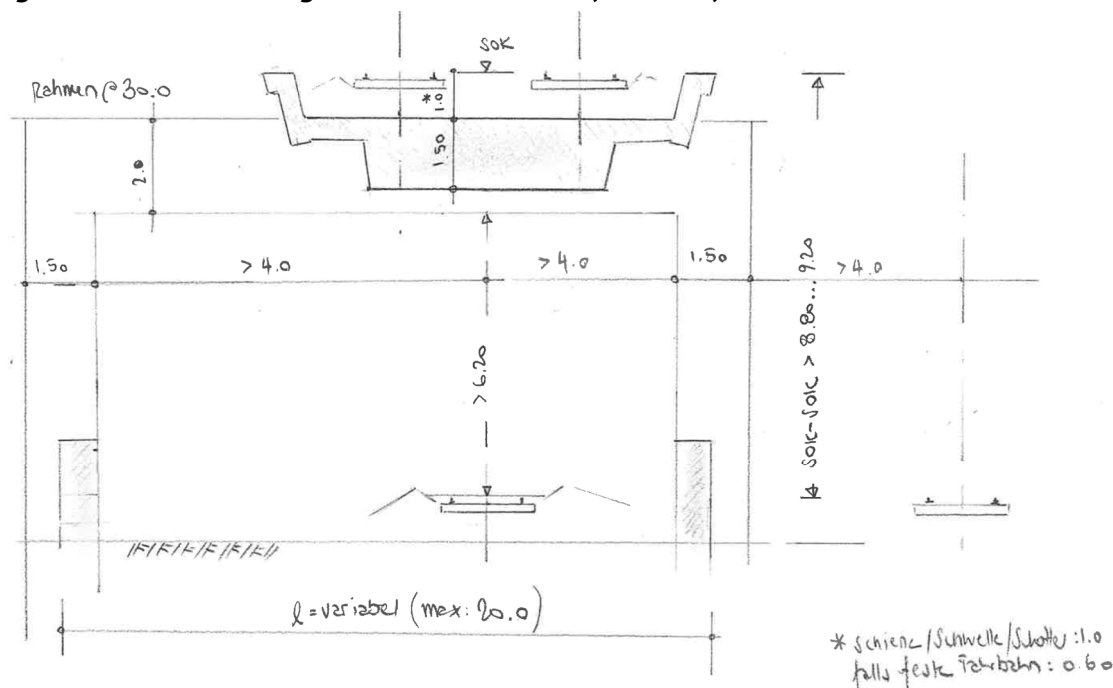 SOK
Rahmen @ 30.0
* 1.0
1.50
2.0
1.50
> 4.0
> 4.0
1.50
> 4.0
> 6.20
SOK-SOK > 8.80... 9.20
l = variabel (max: 20.0)
* Schiene/Schwelle/Schotter: 1.0
falls feste Fahrbahn: 0.60